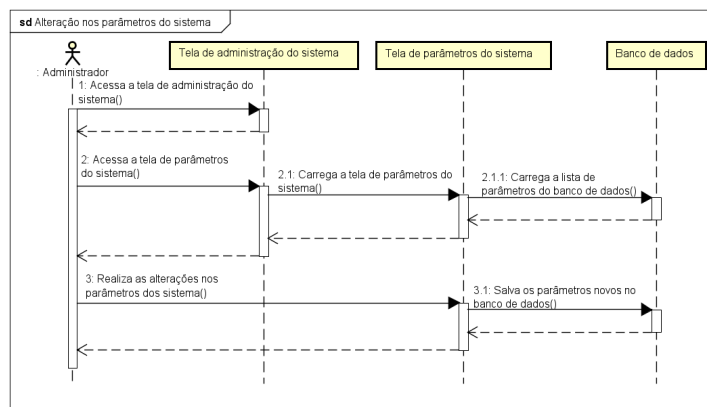 sd Alteração nos parâmetros do sistema
: Administrador
Tela de administração do sistema
Tela de parâmetros do sistema
Banco de dados
1: Acessa a tela de administração do
sistema()
2: Acessa a tela de parâmetros
do sistema()
2.1: Carrega a tela de parâmetros do
sistema()
2.1.1: Carrega a lista de
parâmetros do banco de dados()
3: Realiza as alterações nos
parâmetros dos sistema()
3.1: Salva os parâmetros novos no
banco de dados()